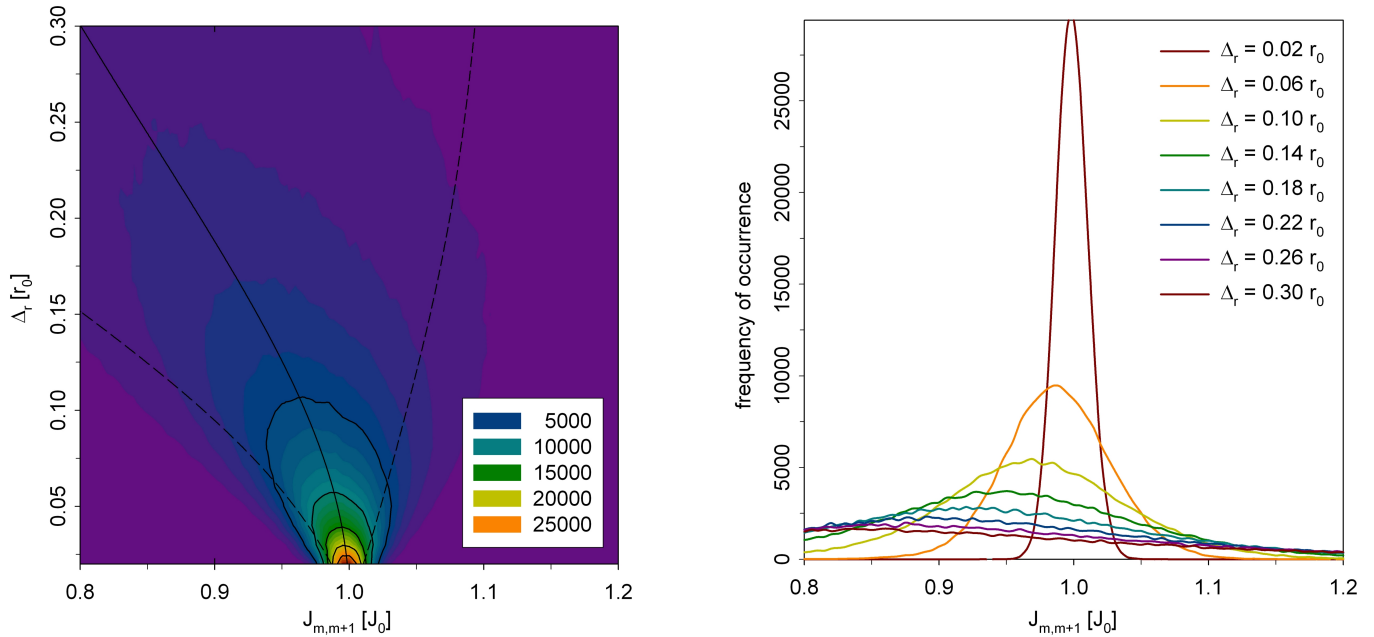 0.30
0.25
0.20
0.15
0.10
0.05
Δr [r0]
0.8
0.9
1.0
1.1
1.2
Jm,m+1 [J0]
5000
10000
15000
20000
25000
25000
20000
15000
10000
5000
0
frequency of occurrence
0.8
0.9
1.0
1.1
1.2
Jm,m+1 [J0]
Δr = 0.02 r0
Δr = 0.06 r0
Δr = 0.10 r0
Δr = 0.14 r0
Δr = 0.18 r0
Δr = 0.22 r0
Δr = 0.26 r0
Δr = 0.30 r0